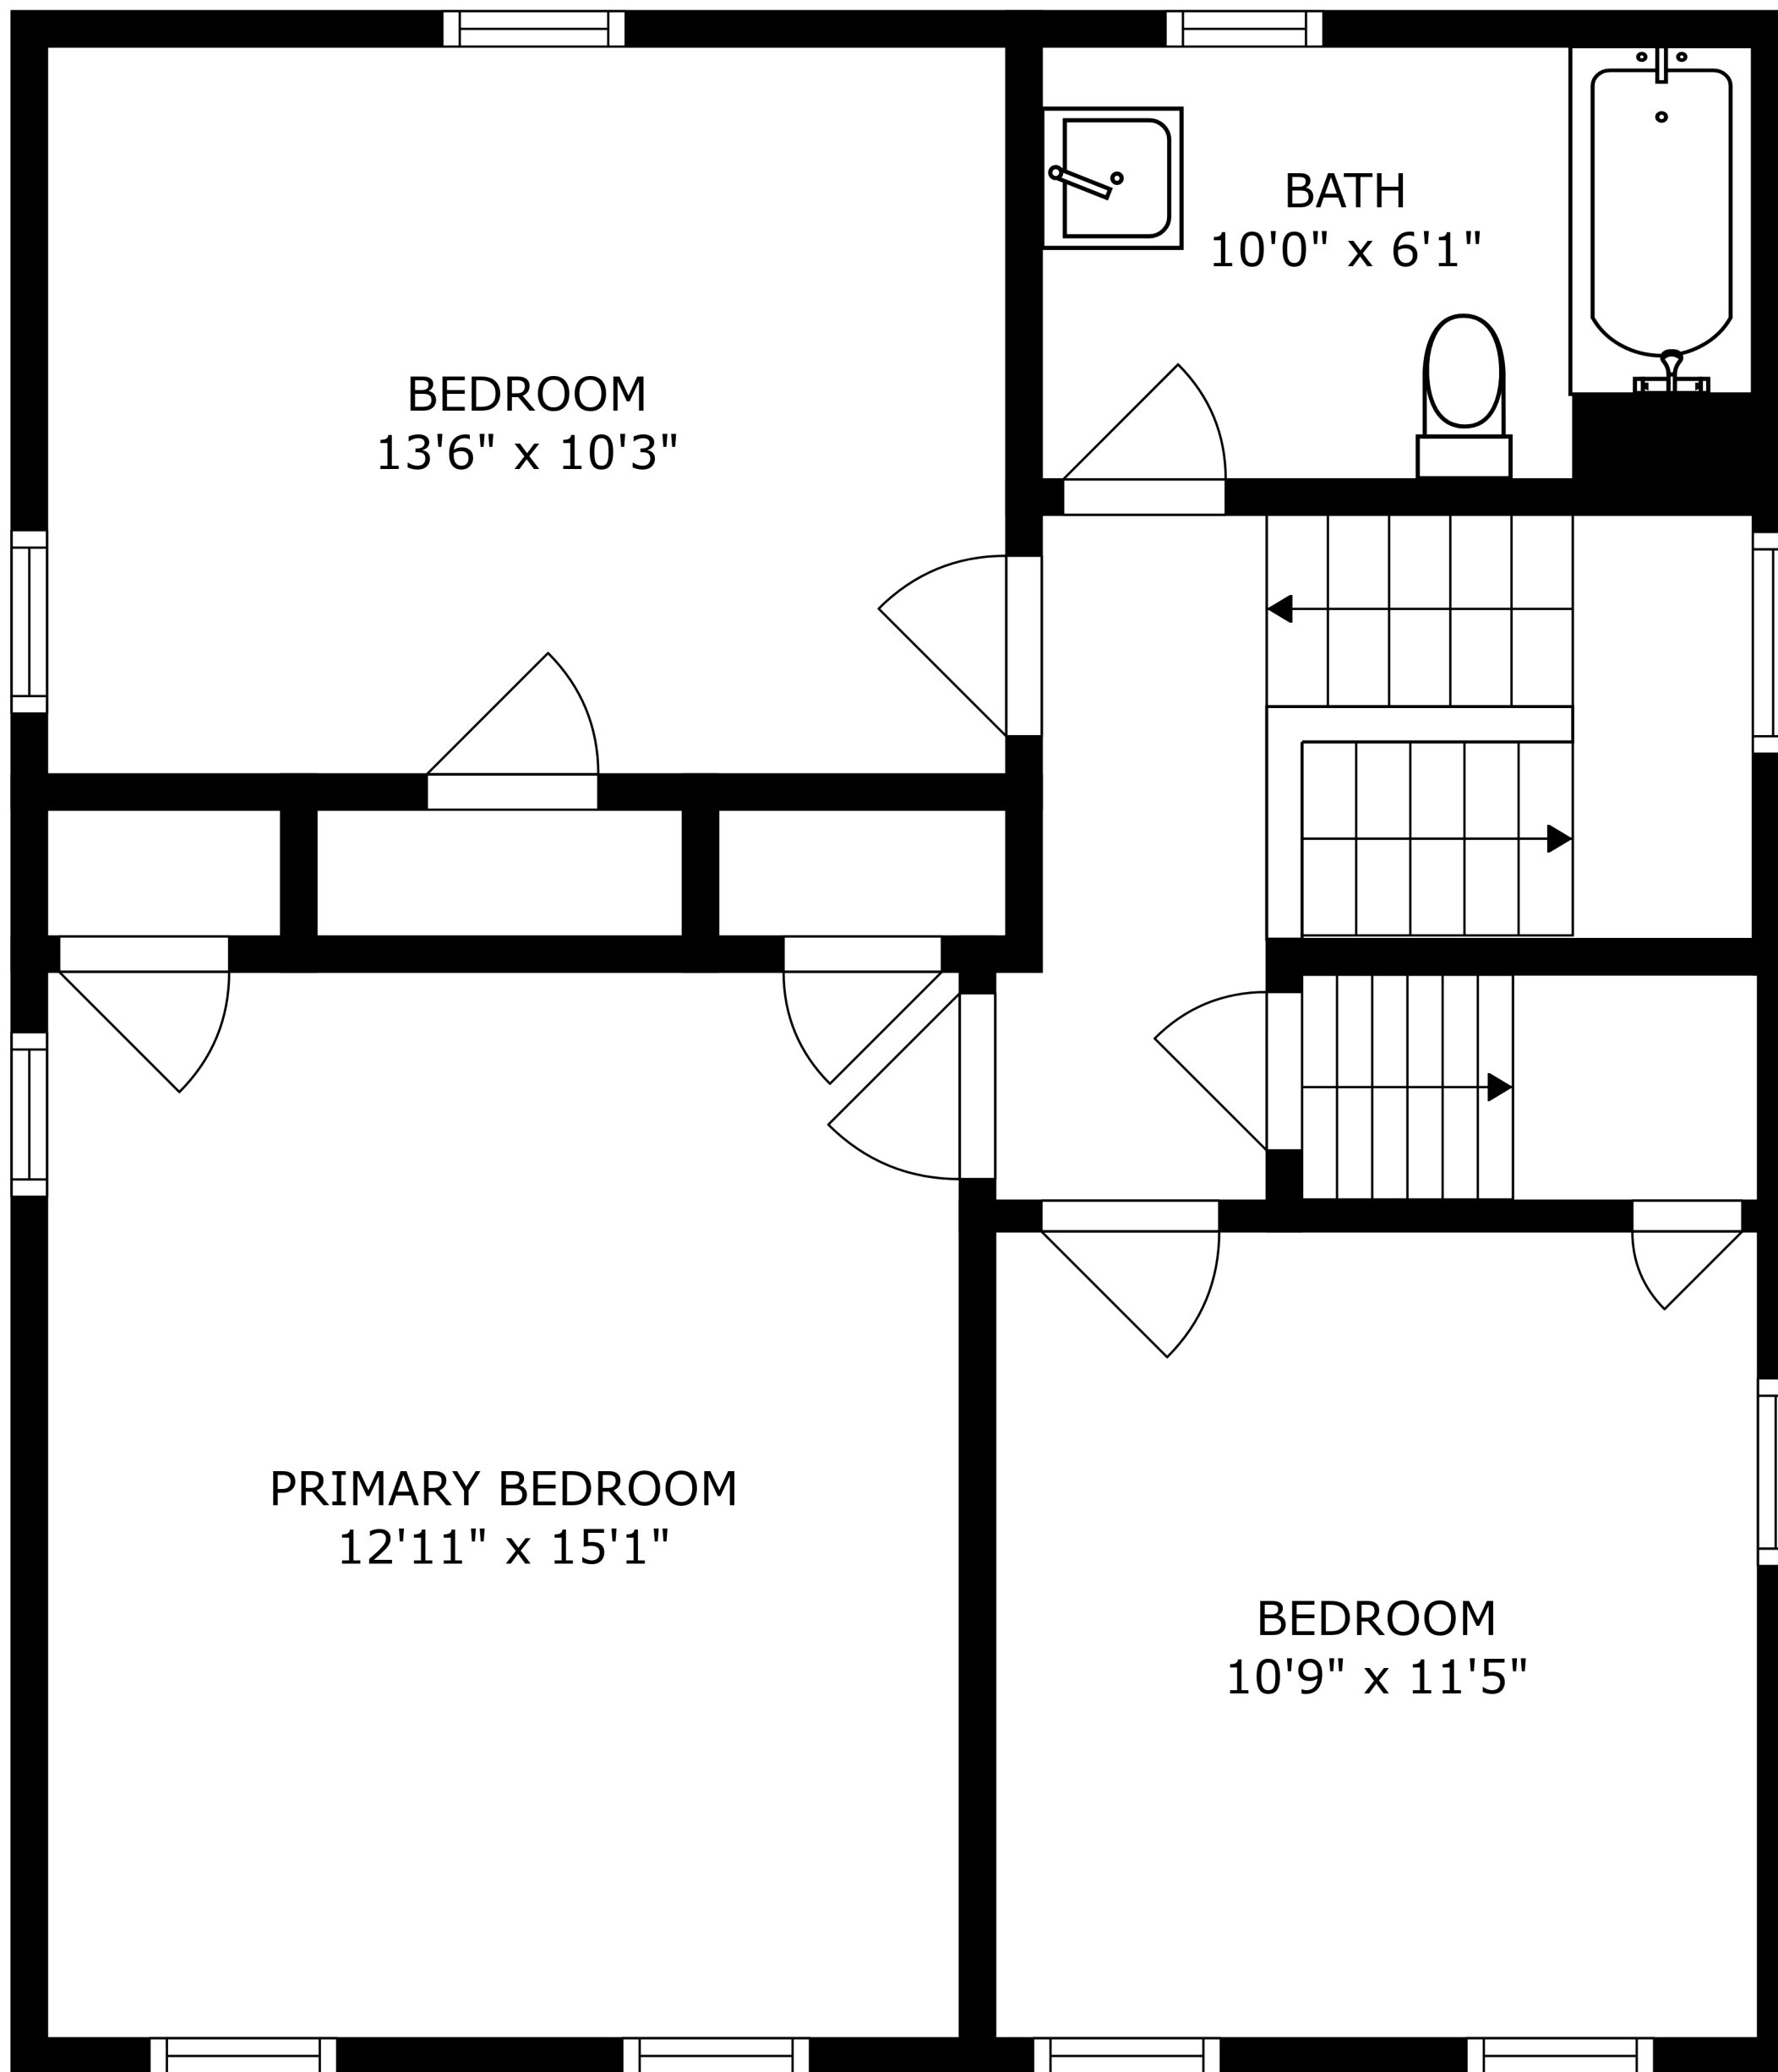 BATH
10'0" x 6'1"
BEDROOM
13'6" x 10'3"
PRIMARY BEDROOM
12'11" x 15'1"
BEDROOM
10'9" x 11'5"